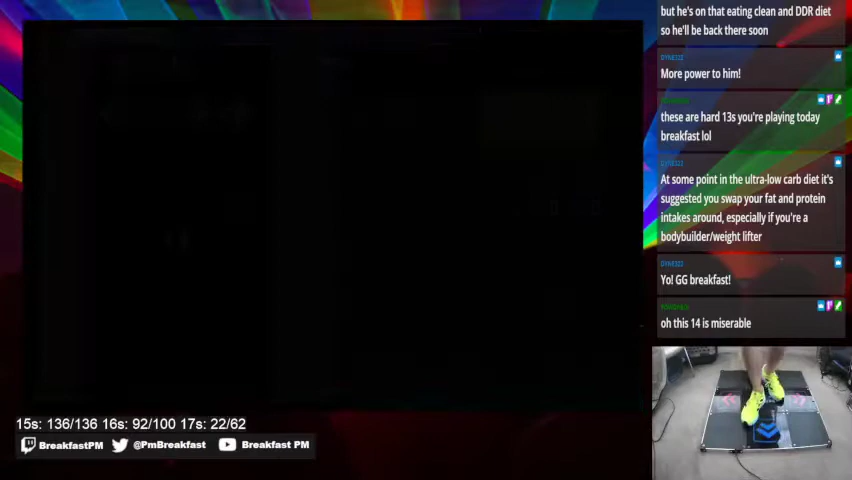 but he's on that eating clean and DDR diet
so he'll be back there soon
More power to him!
these are hard 13s you're playing today
breakfast lol
At some point in the ultra-low carb diet it's
suggested you swap your fat and protein
intakes around, especially if you're a
bodybuilder/weight lifter
Yo! GG breakfast!
oh this 14 is miserable
15s: 136/136 16s: 92/100 17s: 22/62
BreakfastPM @PmBreakfast Breakfast PM